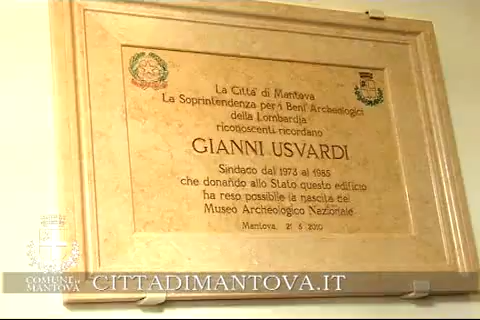 La Città di Mantova
La Soprintendenza per i Beni Archeologici
della Lombardia
riconoscenti ricordano
GIANNI USVARDI
Sindaco dal 1973 al 1985
che donando allo Stato questo edificio
ha reso possibile la nascita del
Museo Archeologico Nazionale
Mantova, 21 5 2010
COMUNE DI
MANTOVA
CITTADIMANTOVA.IT